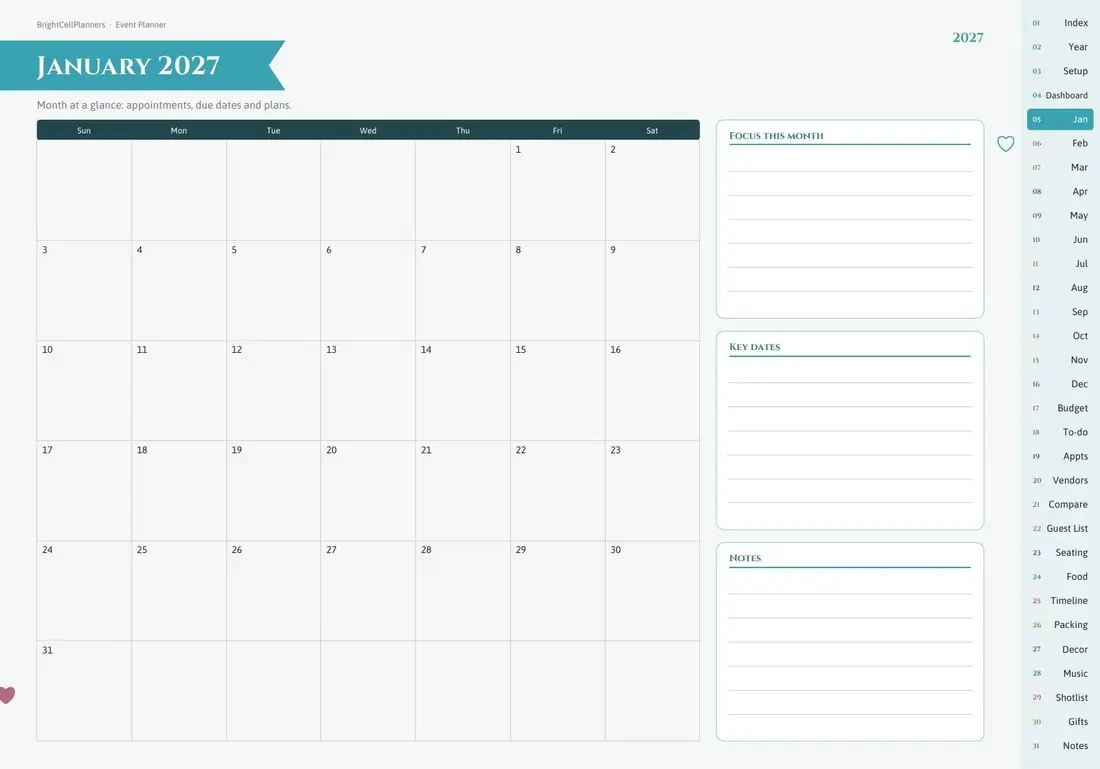 BrightCellPlanners · Event Planner
January 2027
2027
Month at a glance: appointments, due dates and plans.
Sun Mon Tue Wed Thu Fri Sat
1 2
3 4 5 6 7 8 9
10 11 12 13 14 15 16
17 18 19 20 21 22 23
24 25 26 27 28 29 30
31
Focus this month
Key dates
Notes
01 Index
02 Year
03 Setup
04 Dashboard
05 Jan
06 Feb
07 Mar
08 Apr
09 May
10 Jun
11 Jul
12 Aug
13 Sep
14 Oct
15 Nov
16 Dec
17 Budget
18 To-do
19 Appts
20 Vendors
21 Compare
22 Guest List
23 Seating
24 Food
25 Timeline
26 Packing
27 Decor
28 Music
29 Shotlist
30 Gifts
31 Notes